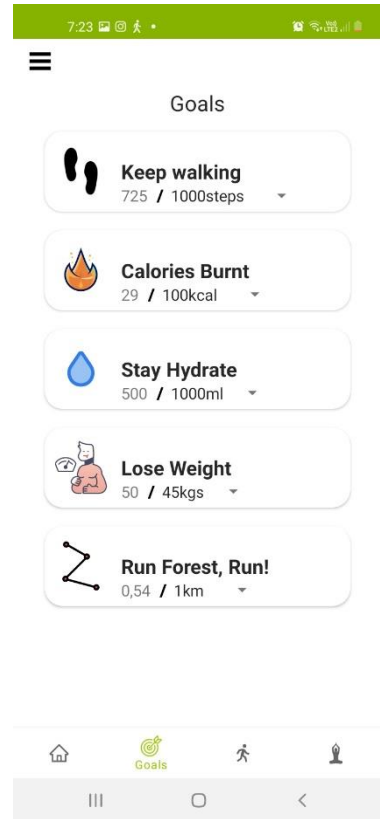 7:23
Goals
Keep walking
725 / 1000steps
Calories Burnt
29 / 100kcal
Stay Hydrate
500 / 1000ml
Lose Weight
50 / 45kgs
Run Forest, Run!
0,54 / 1km
Goals